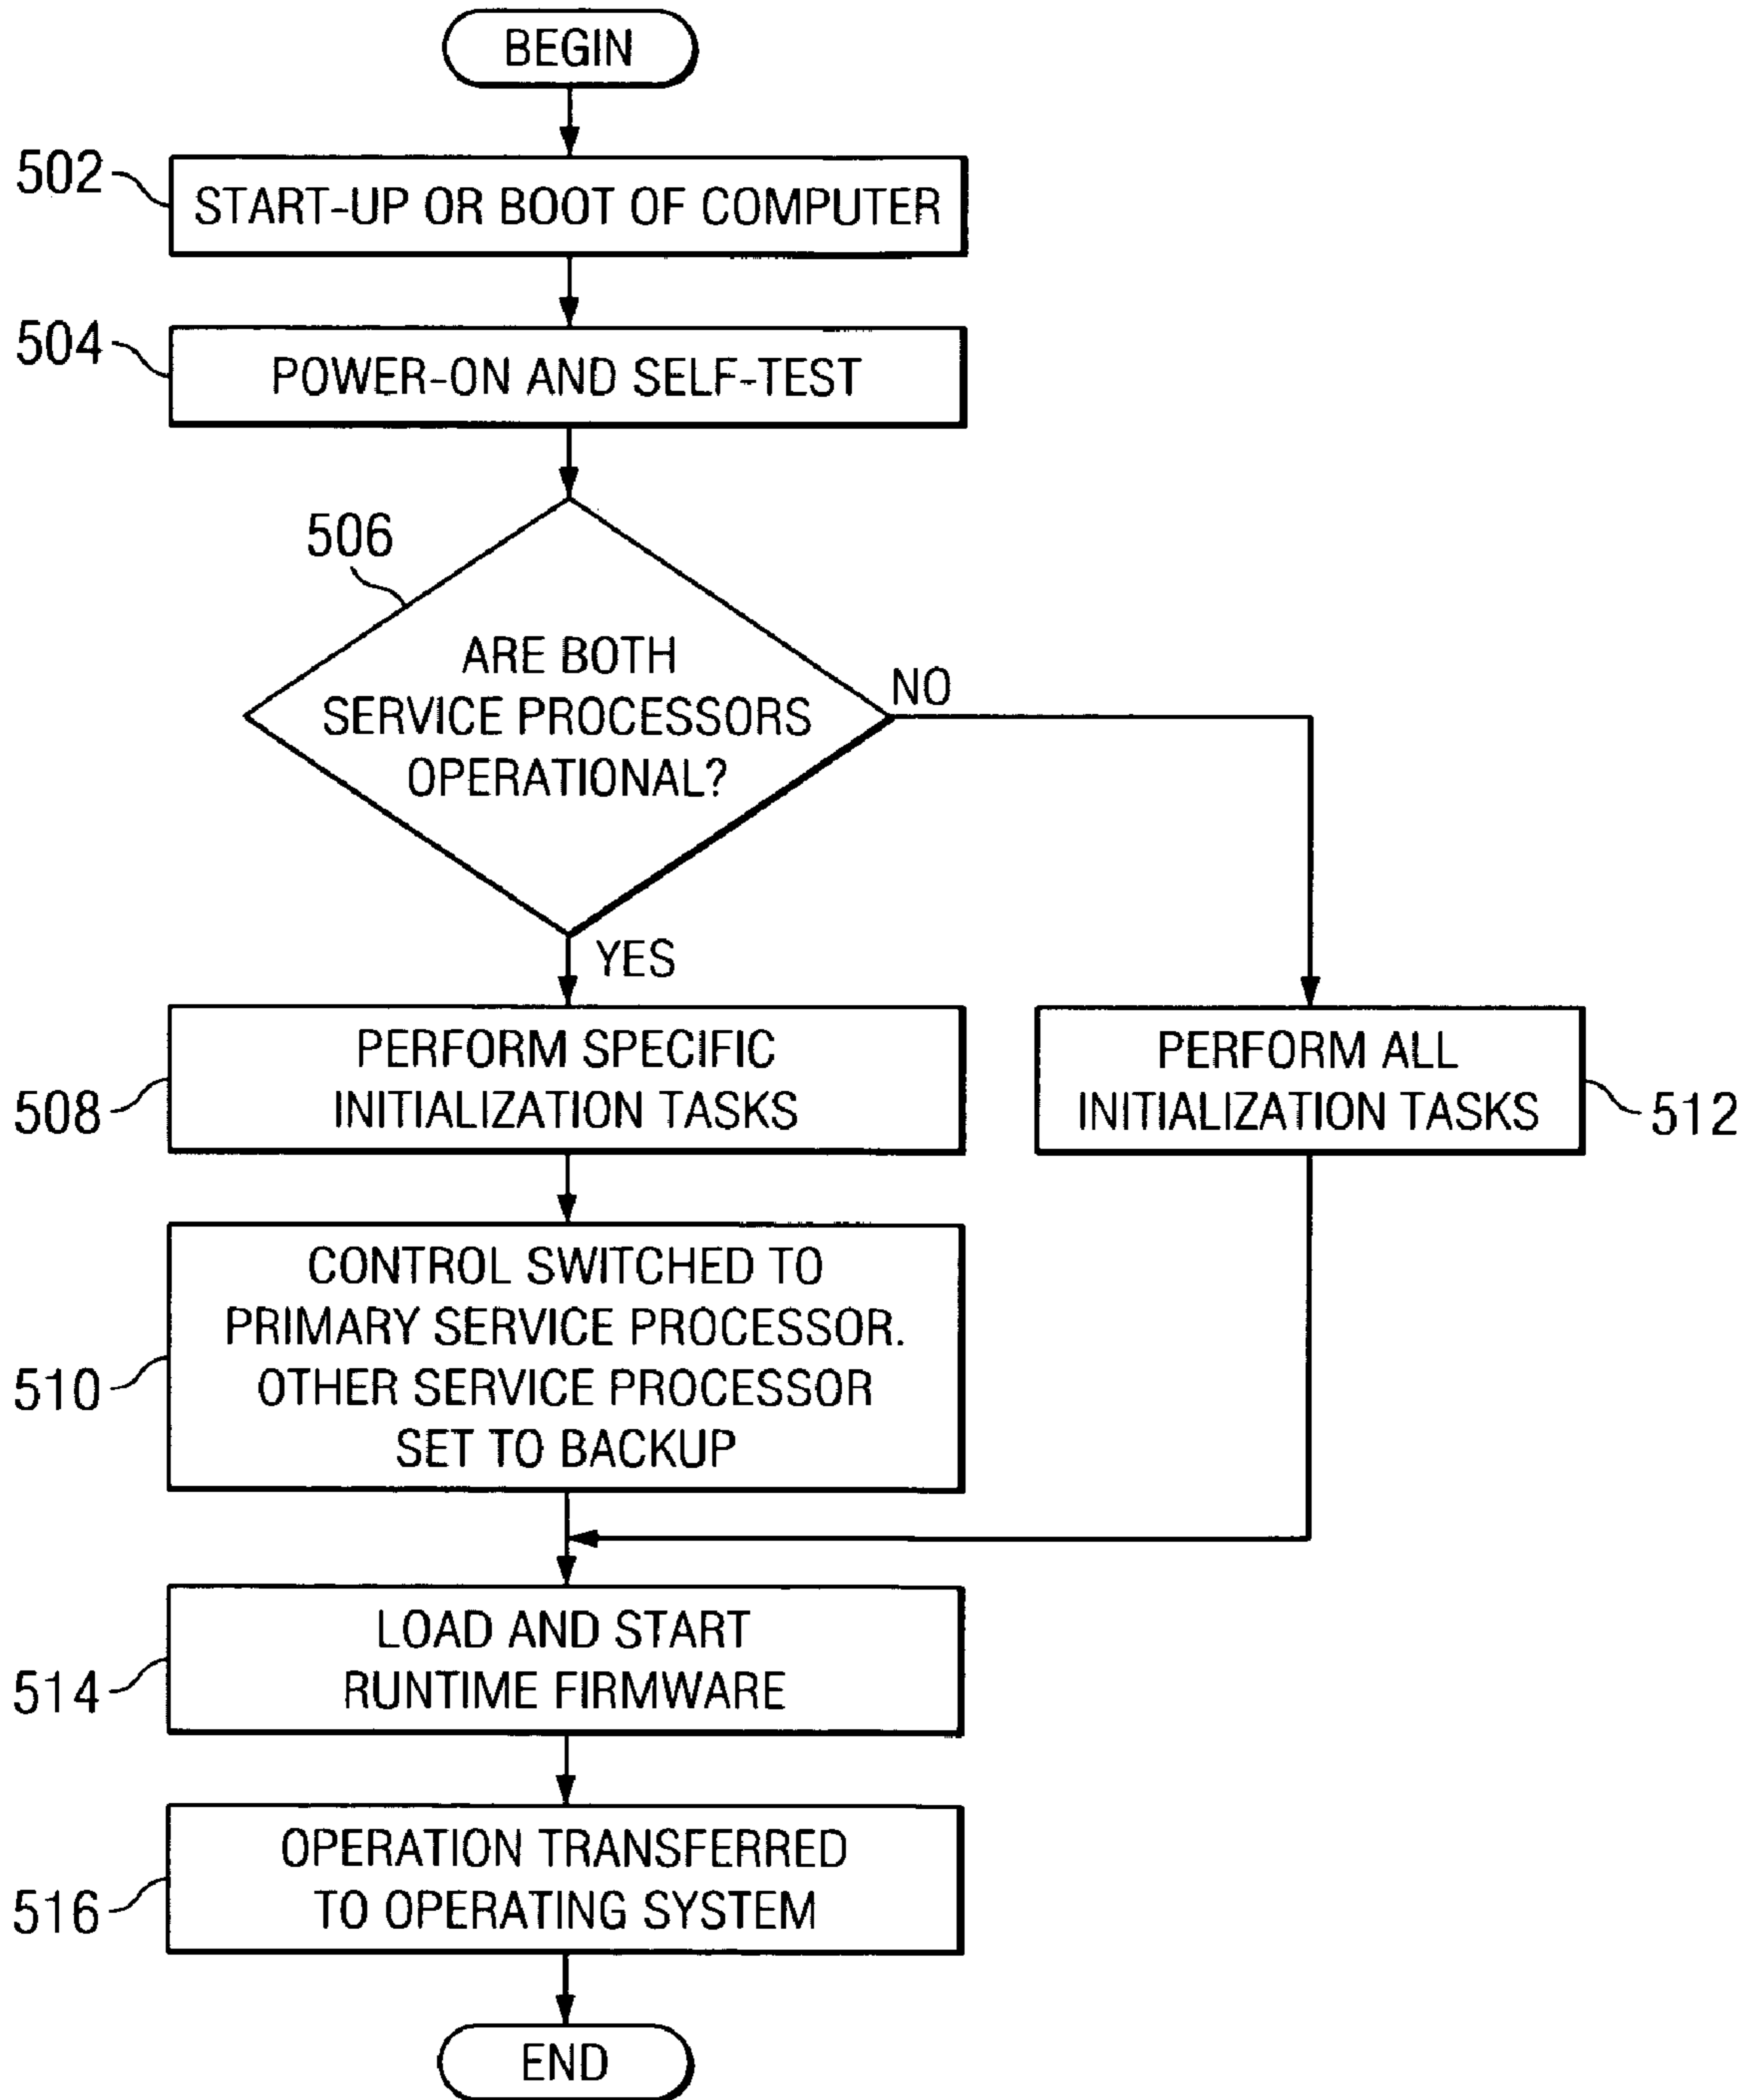 BEGIN
502
START-UP OR BOOT OF COMPUTER
504
POWER-ON AND SELF-TEST
506
ARE BOTH
SERVICE PROCESSORS
OPERATIONAL?
NO
YES
508
PERFORM SPECIFIC
INITIALIZATION TASKS
PERFORM ALL
INITIALIZATION TASKS
512
510
CONTROL SWITCHED TO
PRIMARY SERVICE PROCESSOR.
OTHER SERVICE PROCESSOR
SET TO BACKUP
514
LOAD AND START
RUNTIME FIRMWARE
516
OPERATION TRANSFERRED
TO OPERATING SYSTEM
END